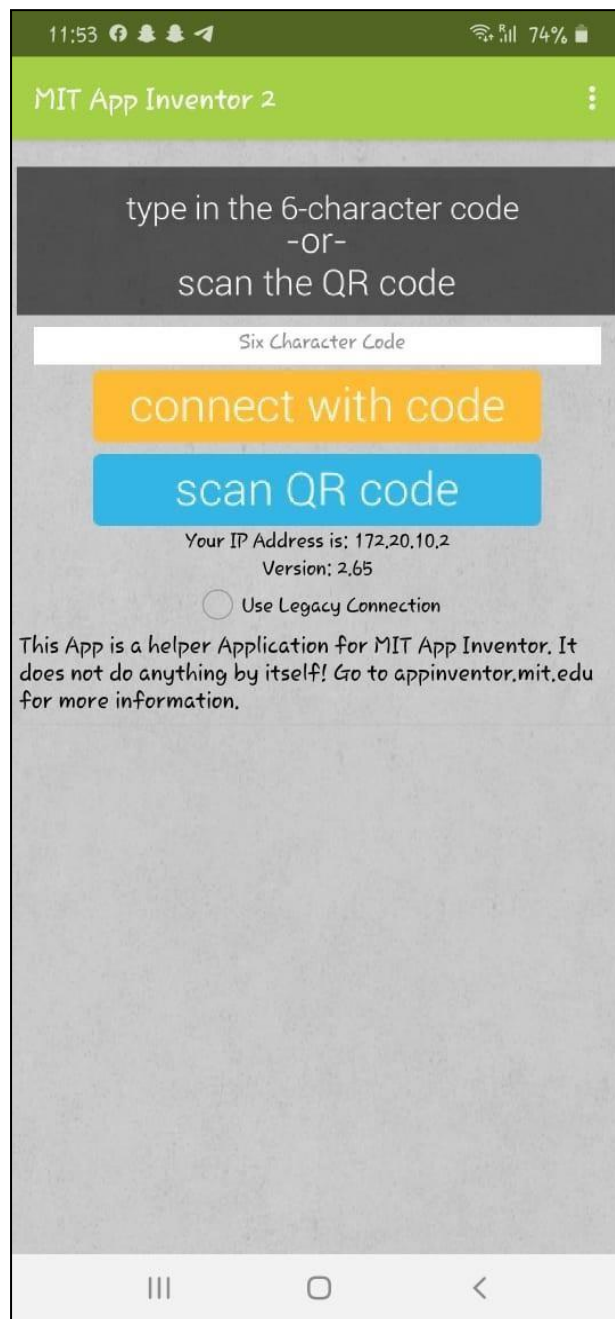 11:53 74%
MIT App Inventor 2
type in the 6-character code
-or-
scan the QR code
Six Character Code
connect with code
scan QR code
Your IP Address is: 172.20.10.2
Version: 2.65
Use Legacy Connection
This App is a helper Application for MIT App Inventor. It
does not do anything by itself! Go to appinventor.mit.edu
for more information.